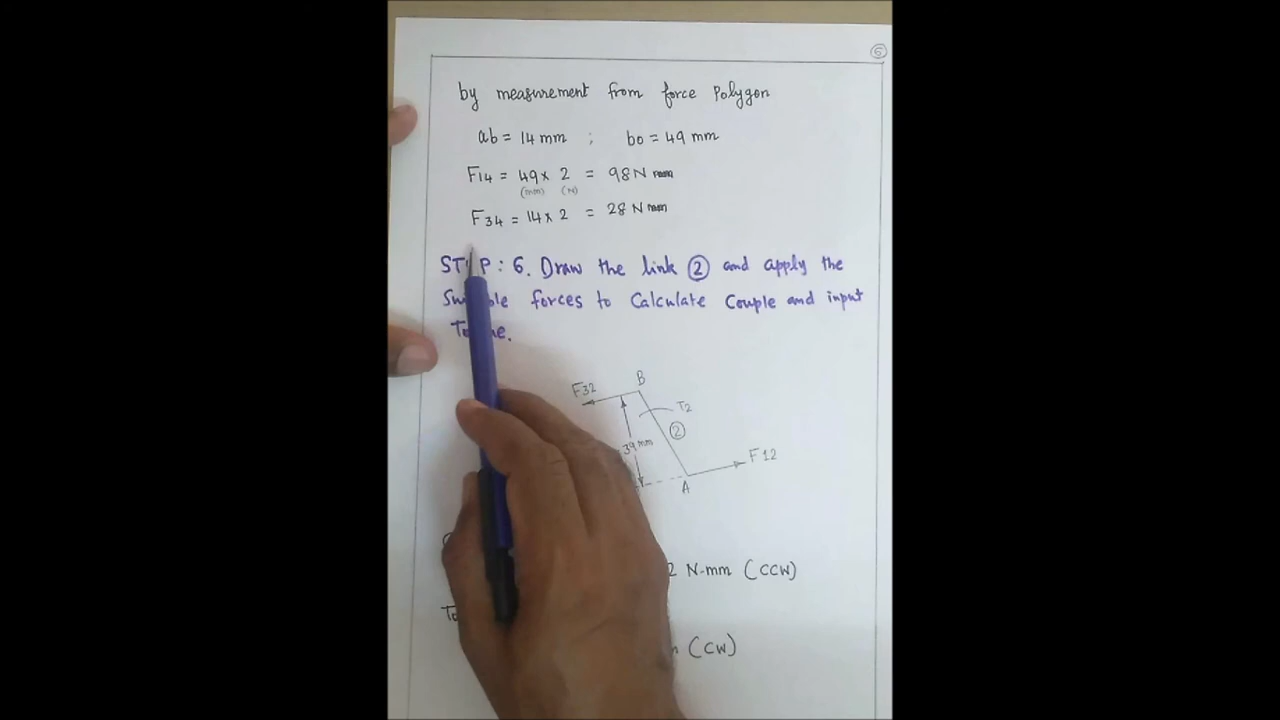 5
by measurement from force Polygon
ab = 14 mm ; bo = 49 mm
F14 = 49 x 2 = 98 N
(mm) (N)
F34 = 14 x 2 = 28 N
: 6. Draw the link ② and apply the
forces to Calculate Couple and input
B
F32
T2
②
39 mm
F12
A
2 N-mm (CCW)
(CW)